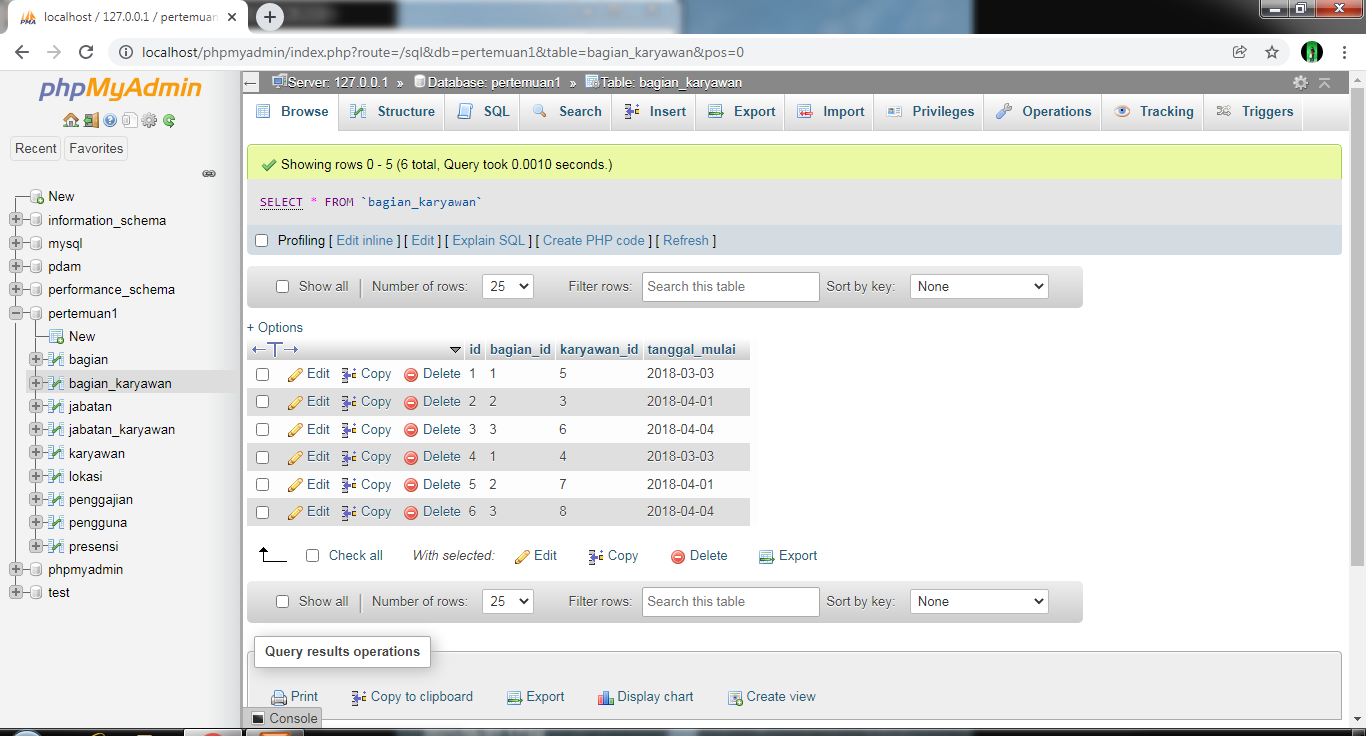 localhost / 127.0.0.1 / pertemuan
localhost/phpmyadmin/index.php?route=/sql&db=pertemuan1&table=bagian_karyawan&pos=0
phpMyAdmin
Recent Favorites
New
information_schema
mysql
pdam
performance_schema
pertemuan1
New
bagian
bagian_karyawan
jabatan
jabatan_karyawan
karyawan
lokasi
penggajian
pengguna
presensi
phpmyadmin
test
Server: 127.0.0.1 » Database: pertemuan1 » Table: bagian_karyawan
Browse Structure SQL Search Insert Export Import Privileges Operations Tracking Triggers
Showing rows 0 - 5 (6 total, Query took 0.0010 seconds.)
SELECT * FROM `bagian_karyawan`
Profiling [ Edit inline ] [ Edit ] [ Explain SQL ] [ Create PHP code ] [ Refresh ]
Show all Number of rows: 25 Filter rows: Search this table Sort by key: None
+ Options
id bagian_id karyawan_id tanggal_mulai
Edit Copy Delete 1 1 5 2018-03-03
Edit Copy Delete 2 2 3 2018-04-01
Edit Copy Delete 3 3 6 2018-04-04
Edit Copy Delete 4 1 4 2018-03-03
Edit Copy Delete 5 2 7 2018-04-01
Edit Copy Delete 6 3 8 2018-04-04
Check all With selected: Edit Copy Delete Export
Show all Number of rows: 25 Filter rows: Search this table Sort by key: None
Query results operations
Print Copy to clipboard Export Display chart Create view
Console